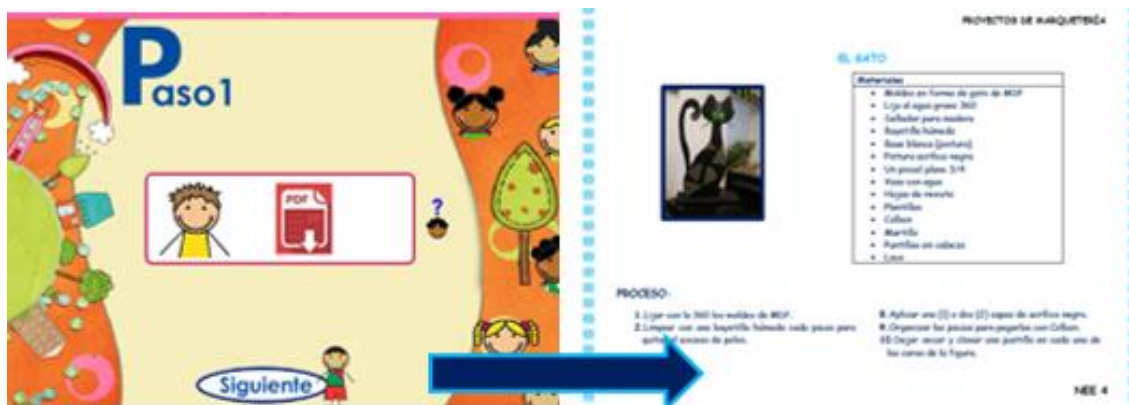 Paso1
PDF
?
Siguiente
PROYECTOS DE MARQUETERÍA
EL GATO
Materiales
• Moldes en forma de gato de MDF
• Lija al agua grano 360
• Sellador para madera
• Bayetilla húmeda
• Base blanca (pintura)
• Pintura acrílica negra
• Un pincel plano 3/4
• Vaso con agua
• Hojas de revista
• Plantillas
• Colbon
• Martillo
• Puntillas sin cabeza
• Laca
PROCESO:
1. Lijar con la 360 los moldes de MDF.
2. Limpiar con una bayetilla húmeda cada pieza para
quitar el exceso de polvo.
8. Aplicar una (1) o dos (2) capas de acrílico negro.
9. Organizar las piezas para pegarlas con Colbon.
10. Dejar secar y clavar una puntilla en cada una de
las caras de la figura.
NEE 4